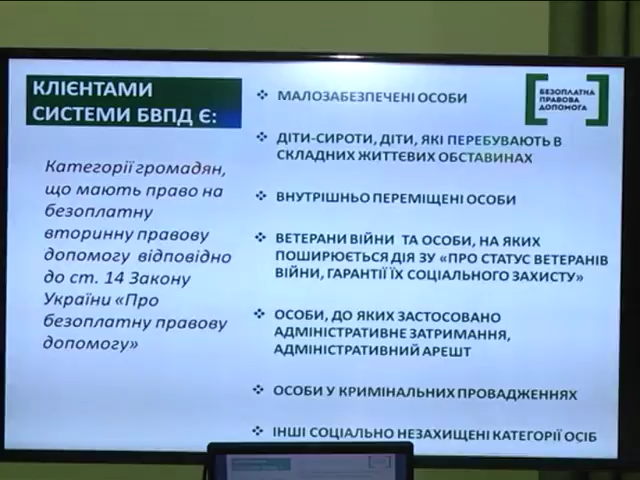 КЛІЄНТАМИ
СИСТЕМИ БВПД Є:
Категорії громадян,
що мають право на
безоплатну
вторинну правову
допомогу відповідно
до ст. 14 Закону
України «Про
безоплатну правову
допомогу»
МАЛОЗАБЕЗПЕЧЕНІ ОСОБИ
ДІТИ-СИРОТИ, ДІТИ, ЯКІ ПЕРЕБУВАЮТЬ В
СКЛАДНИХ ЖИТТЄВИХ ОБСТАВИНАХ
ВНУТРІШНЬО ПЕРЕМІЩЕНІ ОСОБИ
ВЕТЕРАНИ ВІЙНИ ТА ОСОБИ, НА ЯКИХ
ПОШИРЮЄТЬСЯ ДІЯ ЗУ «ПРО СТАТУС ВЕТЕРАНІВ
ВІЙНИ, ГАРАНТІЇ ЇХ СОЦІАЛЬНОГО ЗАХИСТУ»
ОСОБИ, ДО ЯКИХ ЗАСТОСОВАНО
АДМІНІСТРАТИВНЕ ЗАТРИМАННЯ,
АДМІНІСТРАТИВНИЙ АРЕШТ
ОСОБИ У КРИМІНАЛЬНИХ ПРОВАДЖЕННЯХ
ІНШІ СОЦІАЛЬНО НЕЗАХИЩЕНІ КАТЕГОРІЇ ОСІБ
БЕЗОПЛАТНА
ПРАВОВА
ДОПОМОГА